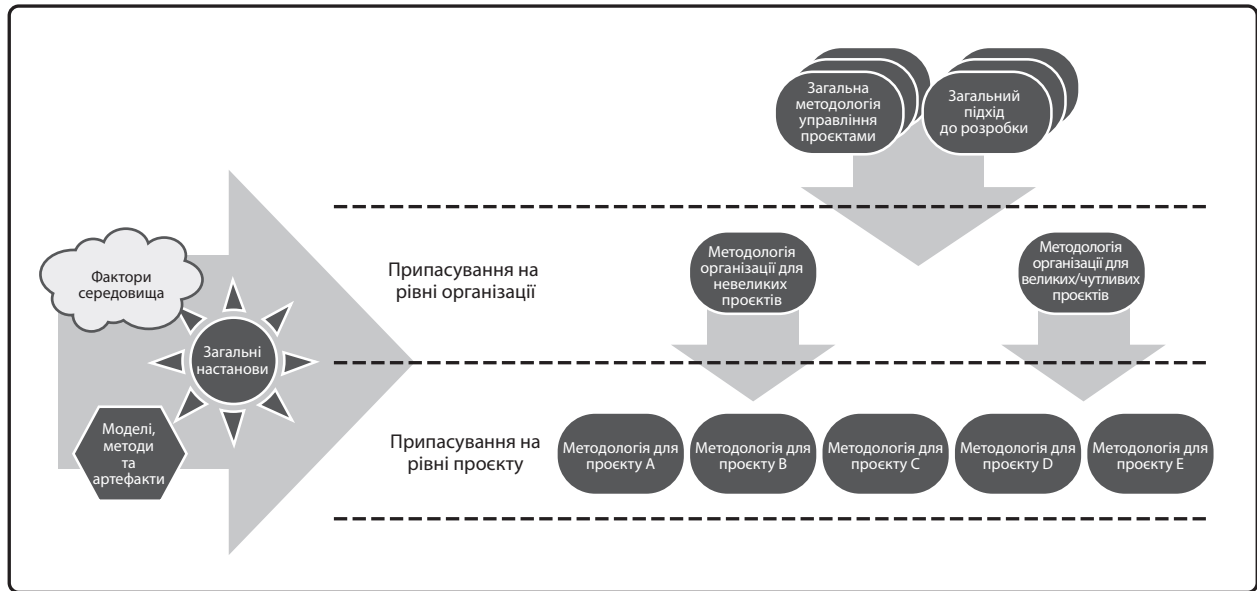 Загальна
методологія
управління
проєктами
Загальний
підхід
до розробки
Фактори
середовища
Загальні
настанови
Моделі,
методи
та
артефакти
Припасування на
рівні організації
Методологія
організації для
невеликих
проєктів
Методологія
організації для
великих/чутливих
проєктів
Припасування на
рівні проєкту
Методологія для
проєкту A
Методологія для
проєкту B
Методологія для
проєкту C
Методологія для
проєкту D
Методологія для
проєкту E